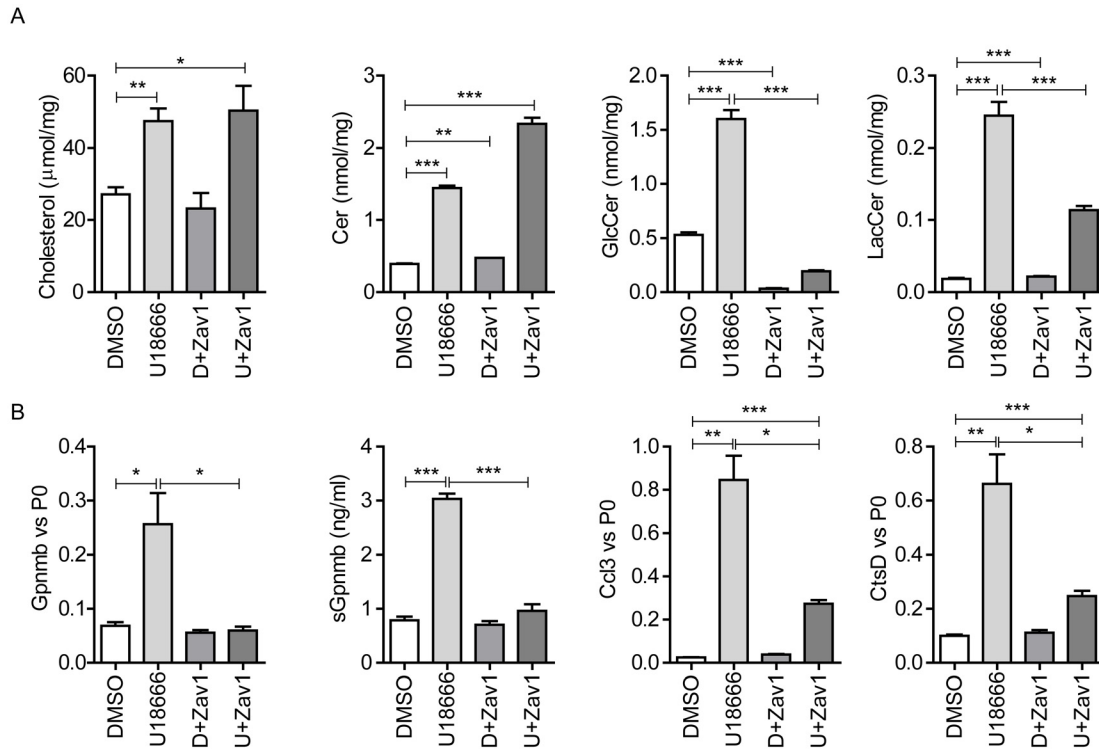 A
Cholesterol (μmol/mg)
60
40
20
0
*
**
DMSO
U18666
D+Zav1
U+Zav1
Cer (nmol/mg)
3
2
1
0
***
**
***
DMSO
U18666
D+Zav1
U+Zav1
GlcCer (nmol/mg)
2.0
1.5
1.0
0.5
0.0
***
***
***
DMSO
U18666
D+Zav1
U+Zav1
LacCer (nmol/mg)
0.3
0.2
0.1
0.0
***
***
***
DMSO
U18666
D+Zav1
U+Zav1
B
Gpnmb vs P0
0.4
0.3
0.2
0.1
0.0
*
*
DMSO
U18666
D+Zav1
U+Zav1
sGpnmb (ng/ml)
4
3
2
1
0
***
***
DMSO
U18666
D+Zav1
U+Zav1
Ccl3 vs P0
1.0
0.8
0.6
0.4
0.2
0.0
***
**
*
DMSO
U18666
D+Zav1
U+Zav1
CtsD vs P0
0.8
0.6
0.4
0.2
0.0
***
**
*
DMSO
U18666
D+Zav1
U+Zav1